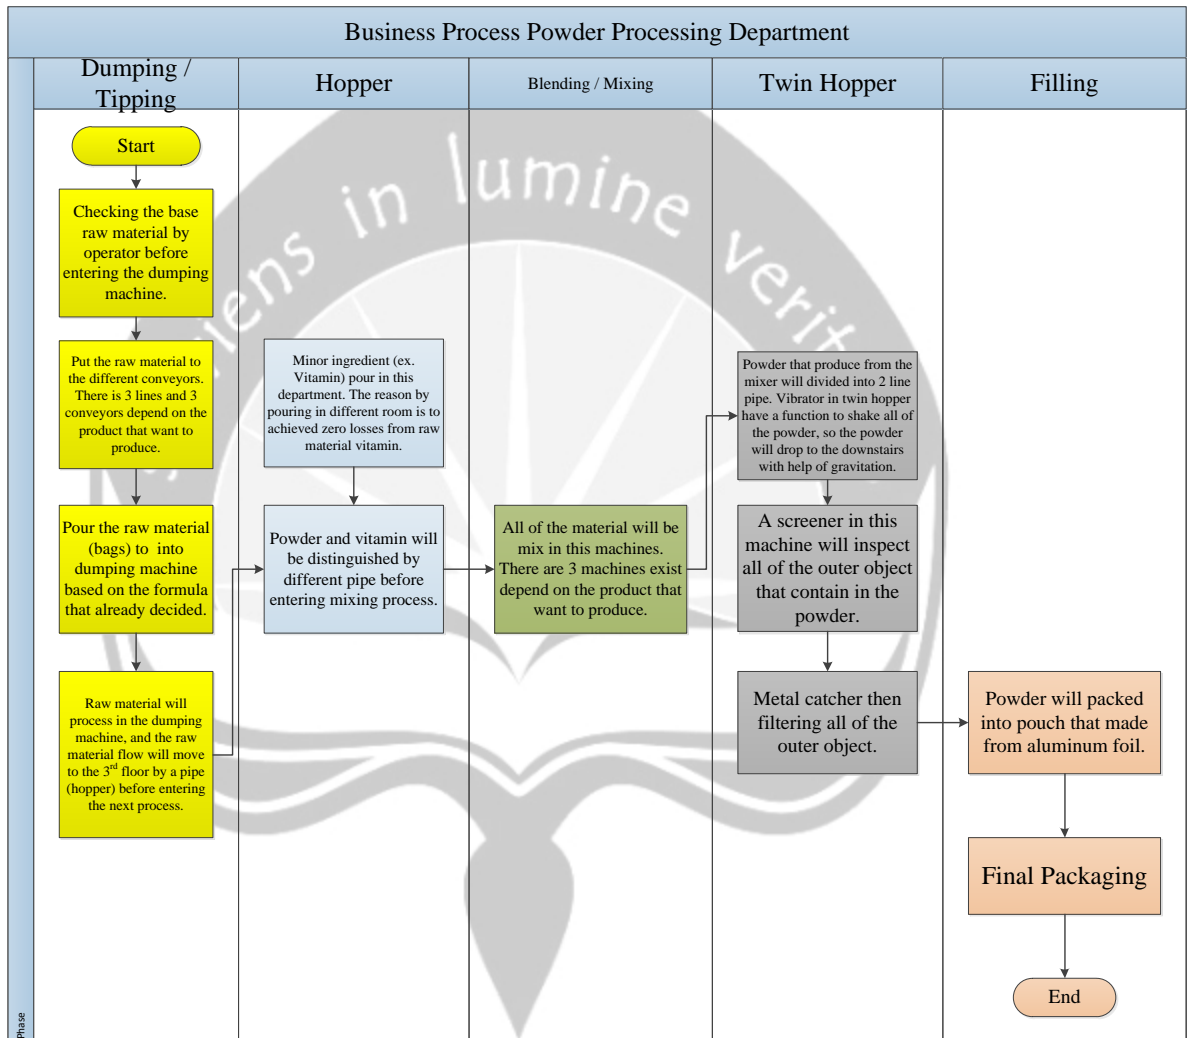 Business Process Powder Processing Department
Dumping /
Tipping
Hopper
Blending / Mixing
Twin Hopper
Filling
Start
Checking the base
raw material by
operator before
entering the dumping
machine.
Put the raw material to
the different conveyors.
There is 3 lines and 3
conveyors depend on the
product that want to
produce.
Pour the raw material
(bags) to into
dumping machine
based on the formula
that already decided.
Raw material will
process in the dumping
machine, and the raw
material flow will move
to the 3rd floor by a pipe
(hopper) before entering
the next process.
Minor ingredient (ex.
Vitamin) pour in this
department. The reason by
pouring in different room is to
achieved zero losses from raw
material vitamin.
Powder and vitamin will
be distinguished by
different pipe before
entering mixing process.
All of the material will be
mix in this machines.
There are 3 machines exist
depend on the product that
want to produce.
Powder that produce from the
mixer will divided into 2 line
pipe. Vibrator in twin hopper
have a function to shake all of
the powder, so the powder
will drop to the downstairs
with help of gravitation.
A screener in this
machine will inspect
all of the outer object
that contain in the
powder.
Metal catcher then
filtering all of the
outer object.
Powder will packed
into pouch that made
from aluminum foil.
Final Packaging
End
Phase
in lumine